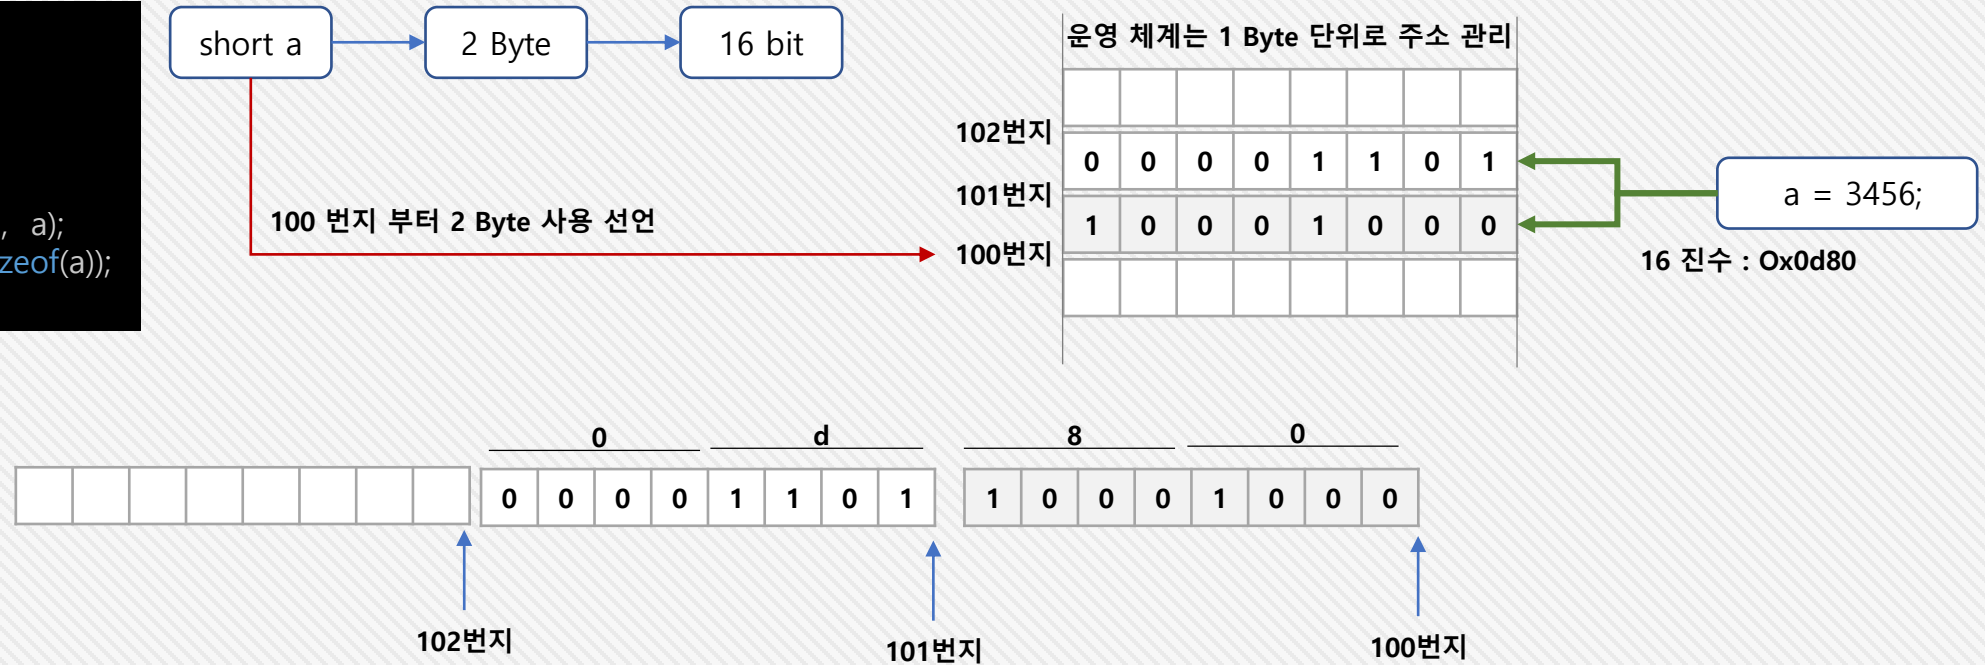 , a);
zeof(a));
short a
2 Byte
16 bit
100 번지 부터 2 Byte 사용 선언
운영 체계는 1 Byte 단위로 주소 관리
102번지
0 0 0 0 1 1 0 1
101번지
1 0 0 0 1 0 0 0
100번지
a = 3456;
16 진수 : Ox0d80
0 d 8 0
0 0 0 0 1 1 0 1 1 0 0 0 1 0 0 0
102번지
101번지
100번지